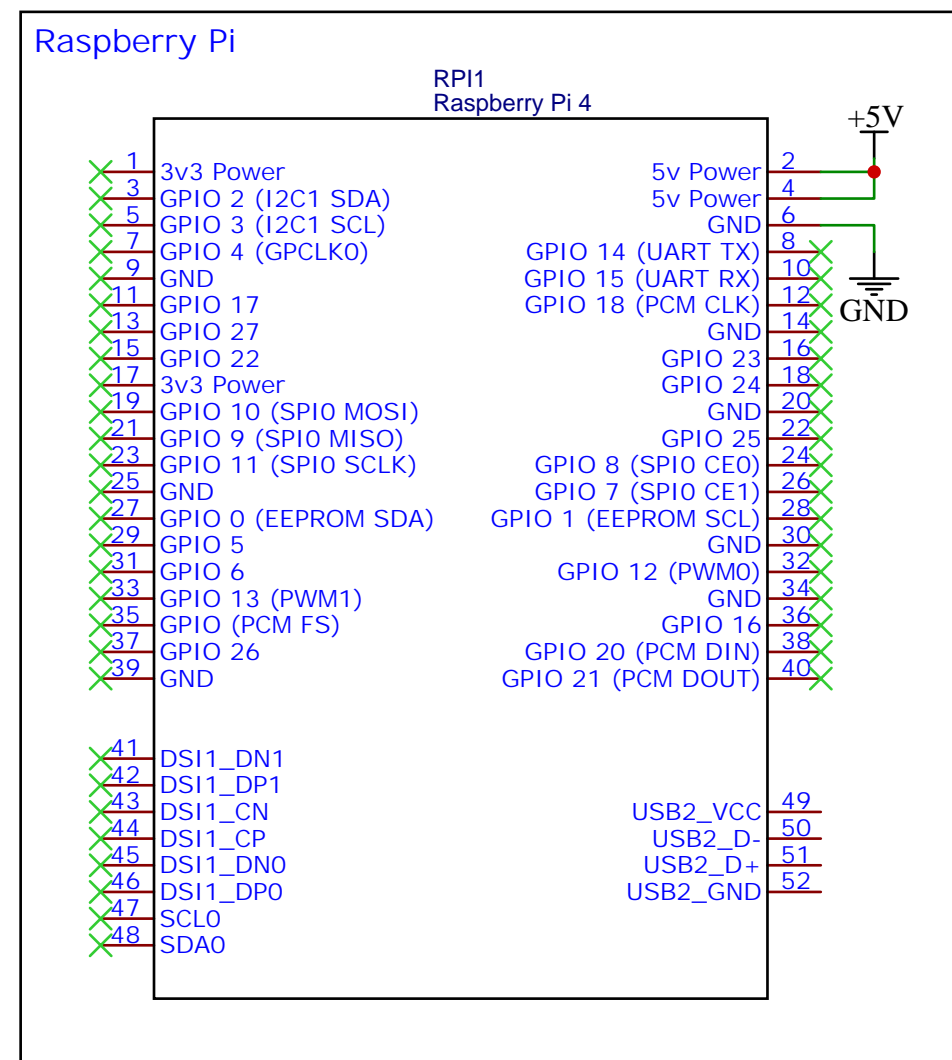 Raspberry Pi
RPI1
Raspberry Pi 4
+5V
1 3v3 Power 5v Power 2
3 GPIO 2 (I2C1 SDA) 5v Power 4
5 GPIO 3 (I2C1 SCL) GND 6
7 GPIO 4 (GPCLK0) GPIO 14 (UART TX) 8
9 GND GPIO 15 (UART RX) 10
11 GPIO 17 GPIO 18 (PCM CLK) 12
GND
13 GPIO 27 GND 14
15 GPIO 22 GPIO 23 16
17 3v3 Power GPIO 24 18
19 GPIO 10 (SPI0 MOSI) GND 20
21 GPIO 9 (SPI0 MISO) GPIO 25 22
23 GPIO 11 (SPI0 SCLK) GPIO 8 (SPI0 CE0) 24
25 GND GPIO 7 (SPI0 CE1) 26
27 GPIO 0 (EEPROM SDA) GPIO 1 (EEPROM SCL) 28
29 GPIO 5 GND 30
31 GPIO 6 GPIO 12 (PWM0) 32
33 GPIO 13 (PWM1) GND 34
35 GPIO (PCM FS) GPIO 16 36
37 GPIO 26 GPIO 20 (PCM DIN) 38
39 GND GPIO 21 (PCM DOUT) 40
41 DSI1_DN1
42 DSI1_DP1
43 DSI1_CN USB2_VCC 49
44 DSI1_CP USB2_D- 50
45 DSI1_DN0 USB2_D+ 51
46 DSI1_DP0 USB2_GND 52
47 SCL0
48 SDA0